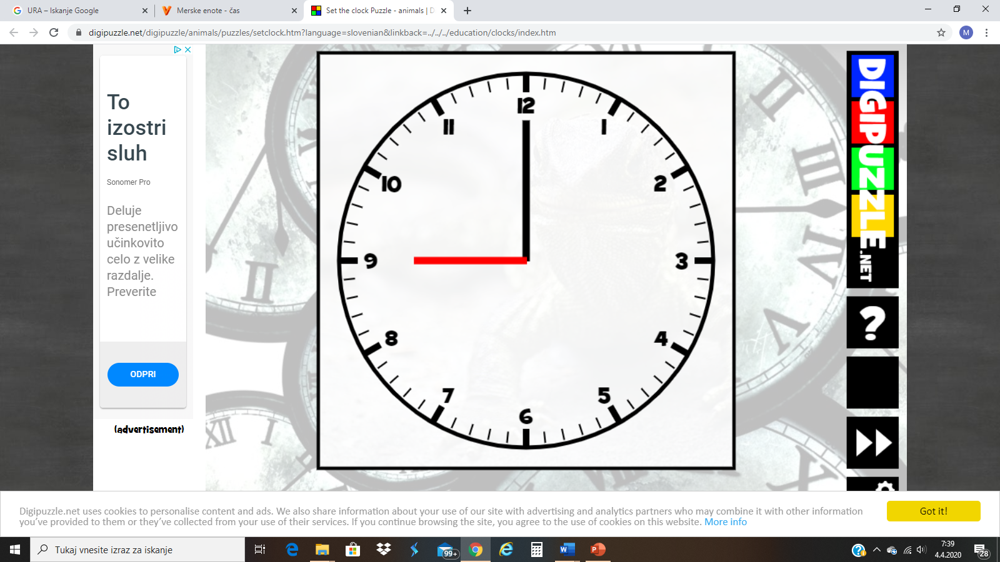 URA – Iskanje Google
Merske enote - čas
Set the clock Puzzle - animals | D
digipuzzle.net/digipuzzle/animals/puzzles/setclock.htm?language=slovenian&linkback=../../../education/clocks/index.htm
M
To
izostri
sluh
Sonomer Pro
Deluje
presenetljivo
učinkovito
celo z velike
razdalje.
Preverite
ODPRI
(advertisement)
12
1
2
3
4
5
6
7
8
9
10
11
II
III
IV
V
X
II
XII
I
DIGIPUZZLE.NET
?
Digipuzzle.net uses cookies to personalise content and ads. We also share information about your use of our site with advertising and analytics partners who may combine it with other information
you've provided to them or they've collected from your use of their services. If you continue browsing the site, you agree to the use of cookies on this website. More info
Got it!
Tukaj vnesite izraz za iskanje
99+
7:39
4.4.2020
28